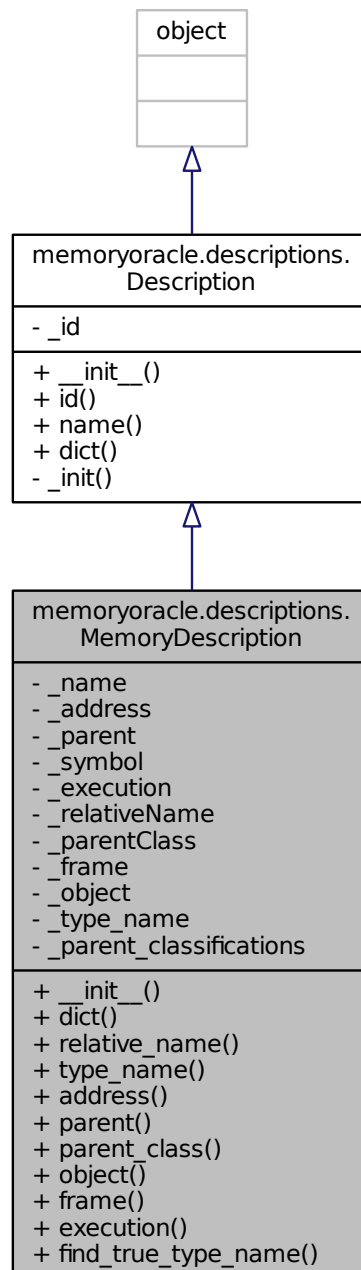 object
memoryoracle.descriptions.
Description
- _id
+ __init__()
+ id()
+ name()
+ dict()
- _init()
memoryoracle.descriptions.
MemoryDescription
- _name
- _address
- _parent
- _symbol
- _execution
- _relativeName
- _parentClass
- _frame
- _object
- _type_name
- _parent_classifications
+ __init__()
+ dict()
+ relative_name()
+ type_name()
+ address()
+ parent()
+ parent_class()
+ object()
+ frame()
+ execution()
+ find_true_type_name()